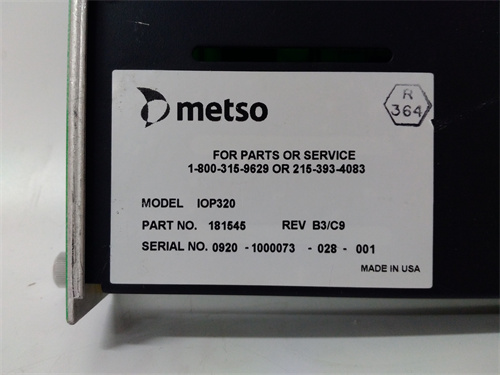 metso
R
364
FOR PARTS OR SERVICE
1-800-315-9629 OR 215-393-4083
MODEL IOP320
PART NO. 181545 REV B3/C9
SERIAL NO. 0920 -1000073 -028 - 001
MADE IN USA